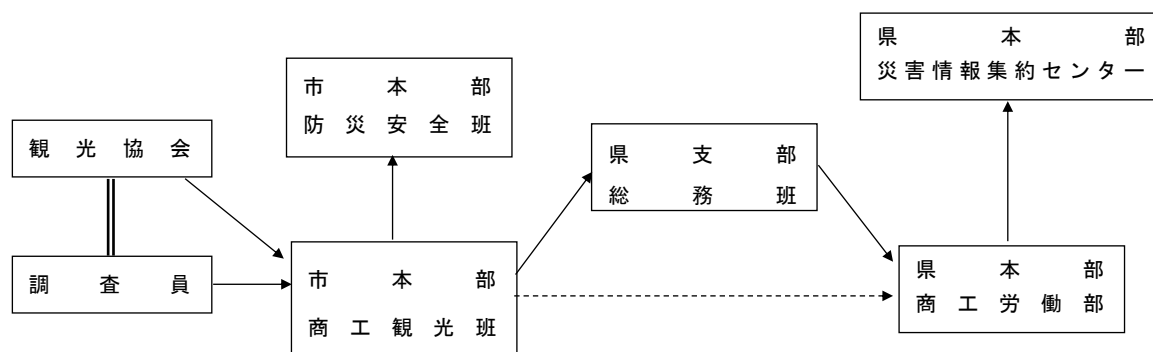 県本部
災害情報集約センター
市本部
防災安全班
観光協会
県支部
総務班
調査員
市本部
商工観光班
県本部
商工労働部